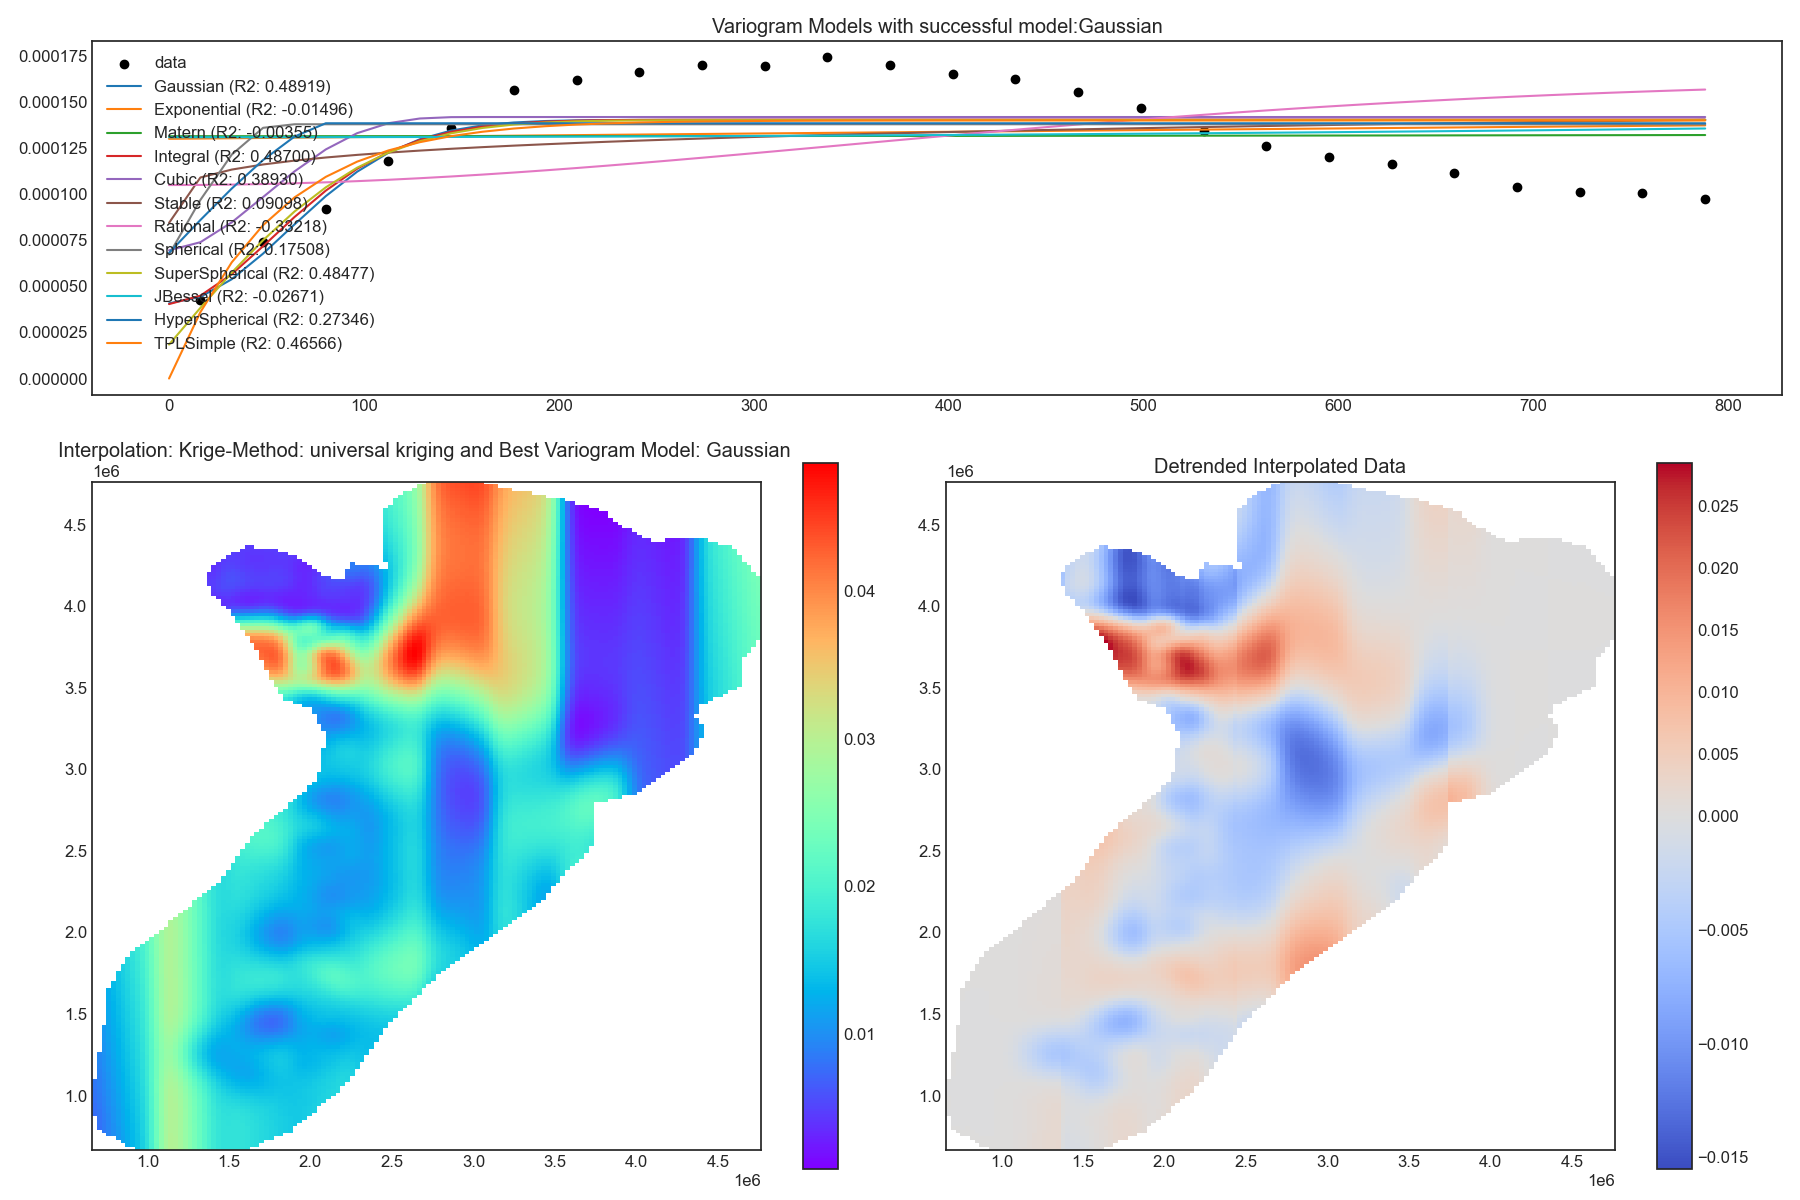 Variogram Models with successful model:Gaussian
0.000175
0.000150
0.000125
0.000100
0.000075
0.000050
0.000025
0.000000
data
Gaussian (R2: 0.48919)
Exponential (R2: -0.01496)
Matern (R2: -0.00355)
Integral (R2: 0.48700)
Cubic (R2: 0.38930)
Stable (R2: 0.09098)
Rational (R2: -0.33218)
Spherical (R2: 0.17508)
SuperSpherical (R2: 0.48477)
JBessel (R2: -0.02671)
HyperSpherical (R2: 0.27346)
TPLSimple (R2: 0.46566)
0 100 200 300 400 500 600 700 800
Interpolation: Krige-Method: universal kriging and Best Variogram Model: Gaussian
1e6
4.5
4.0
3.5
3.0
2.5
2.0
1.5
1.0
1.0 1.5 2.0 2.5 3.0 3.5 4.0 4.5
1e6
0.04
0.03
0.02
0.01
Detrended Interpolated Data
1e6
4.5
4.0
3.5
3.0
2.5
2.0
1.5
1.0
1.0 1.5 2.0 2.5 3.0 3.5 4.0 4.5
1e6
0.025
0.020
0.015
0.010
0.005
0.000
−0.005
−0.010
−0.015